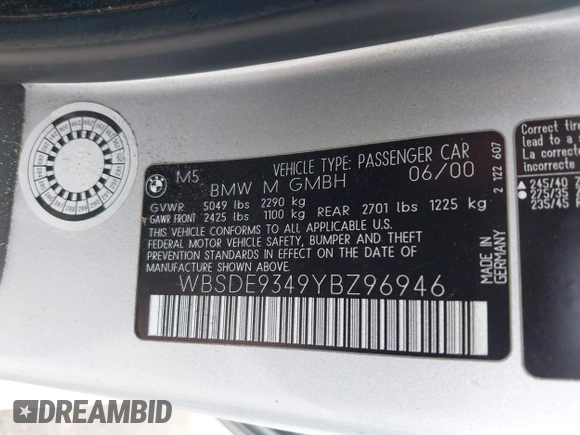 M5
VEHICLE TYPE: PASSENGER CAR
BMW M GMBH
06/00
GVWR 5049 lbs 2290 kg
GAWR FRONT 2425 lbs 1100 kg REAR 2701 lbs 1225 kg
THIS VEHICLE CONFORMS TO ALL APPLICABLE U.S.
FEDERAL MOTOR VEHICLE SAFETY, BUMPER AND THEFT
PREVENTION STANDARDS IN EFFECT ON THE DATE OF
MANUFACTURE SHOWN ABOVE.
WBSDE9349YBZ96946
MADE IN
GERMANY
2 122 607
Correct tire
lead to a
La correc
conduire
245/40
275/35
235/45
DREAMBID